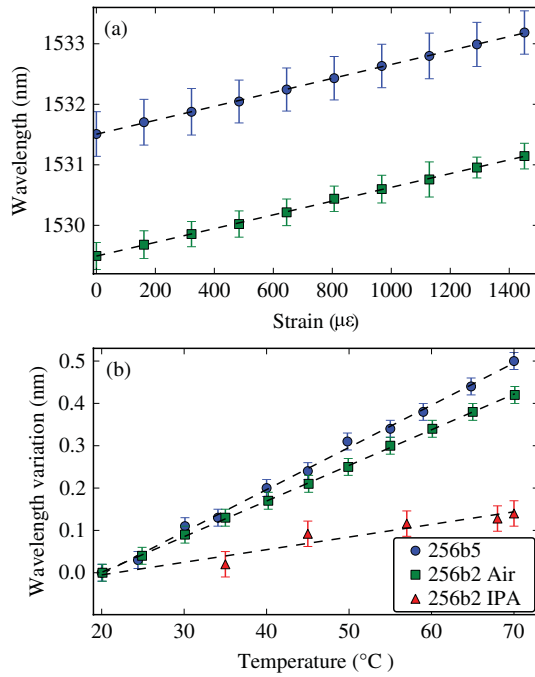 (a)
1533
1532
1531
1530
Wavelength (nm)
0 200 400 600 800 1000 1200 1400
Strain (με)
(b)
0.5
0.4
0.3
0.2
0.1
0.0
Wavelength variation (nm)
256b5
256b2 Air
256b2 IPA
20 30 40 50 60 70
Temperature (°C)